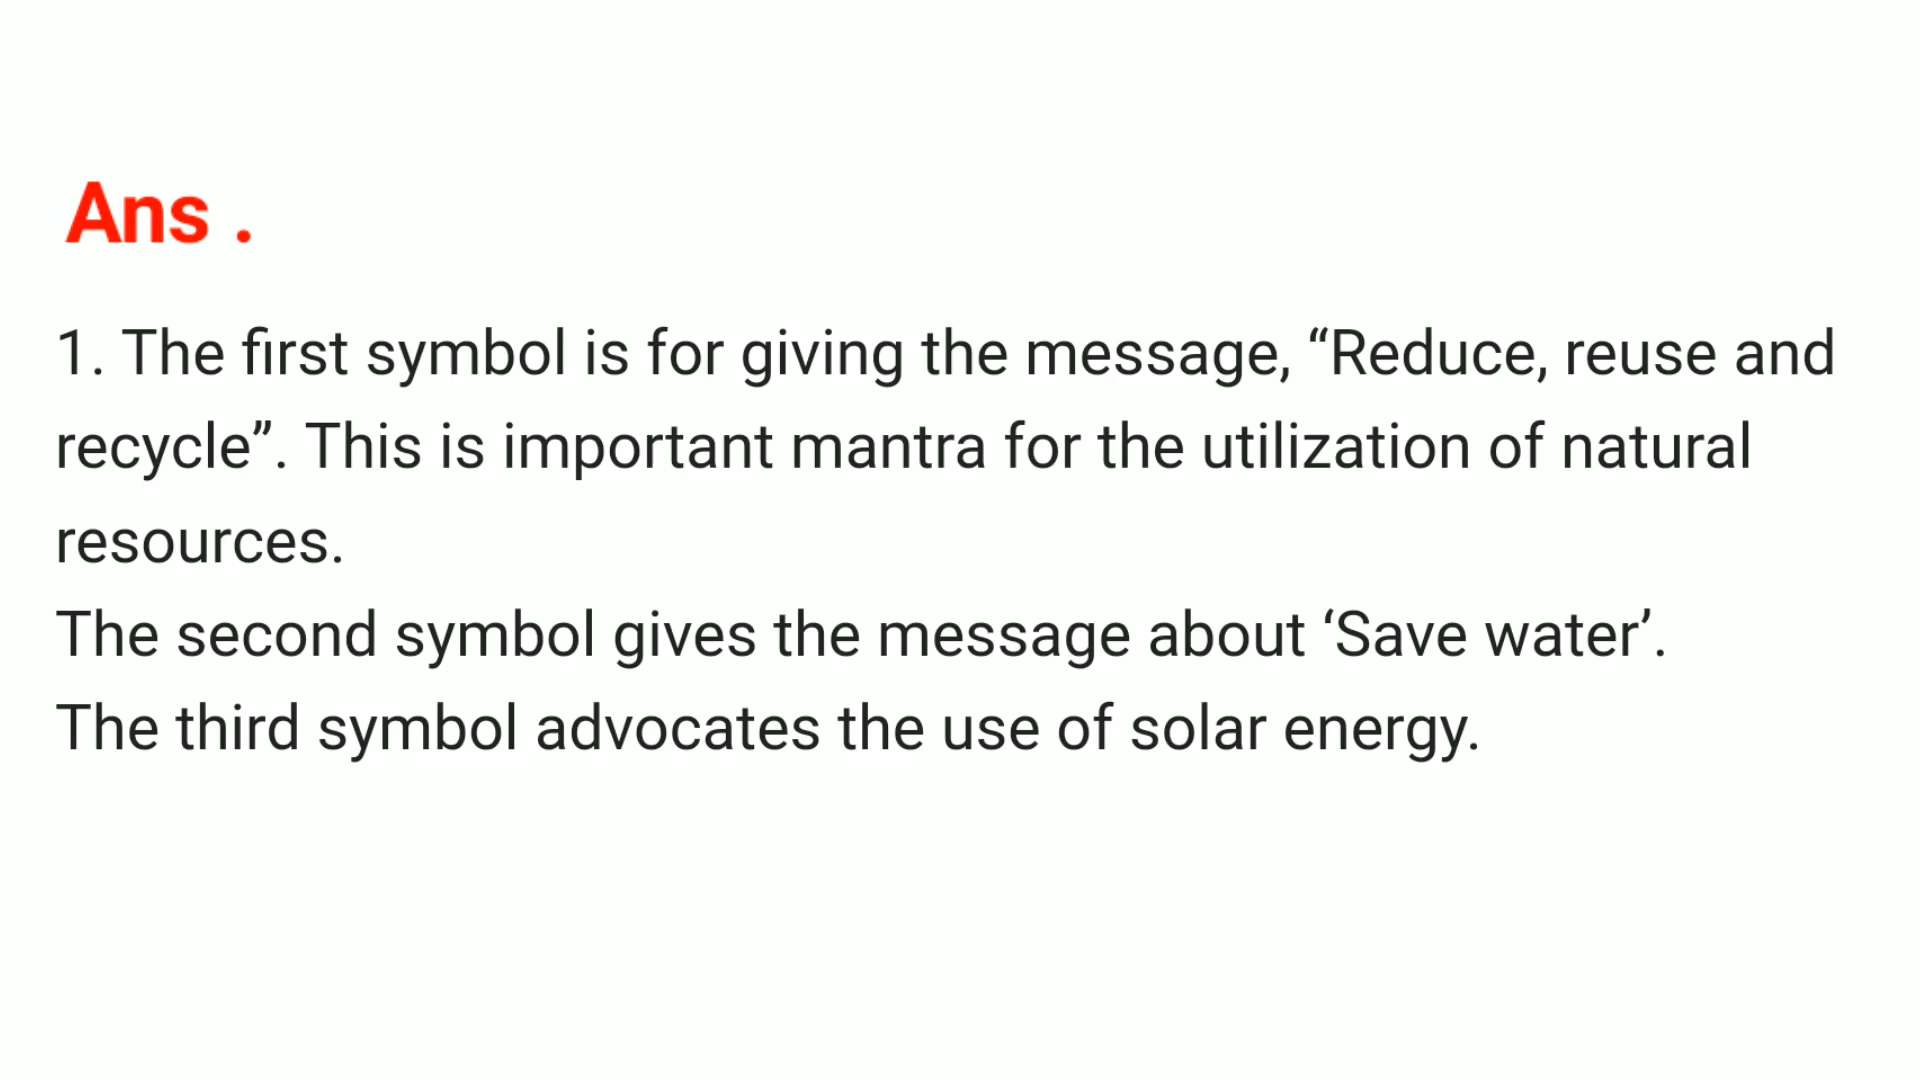 Ans .
1. The first symbol is for giving the message, “Reduce, reuse and
recycle”. This is important mantra for the utilization of natural
resources.
The second symbol gives the message about ‘Save water’.
The third symbol advocates the use of solar energy.